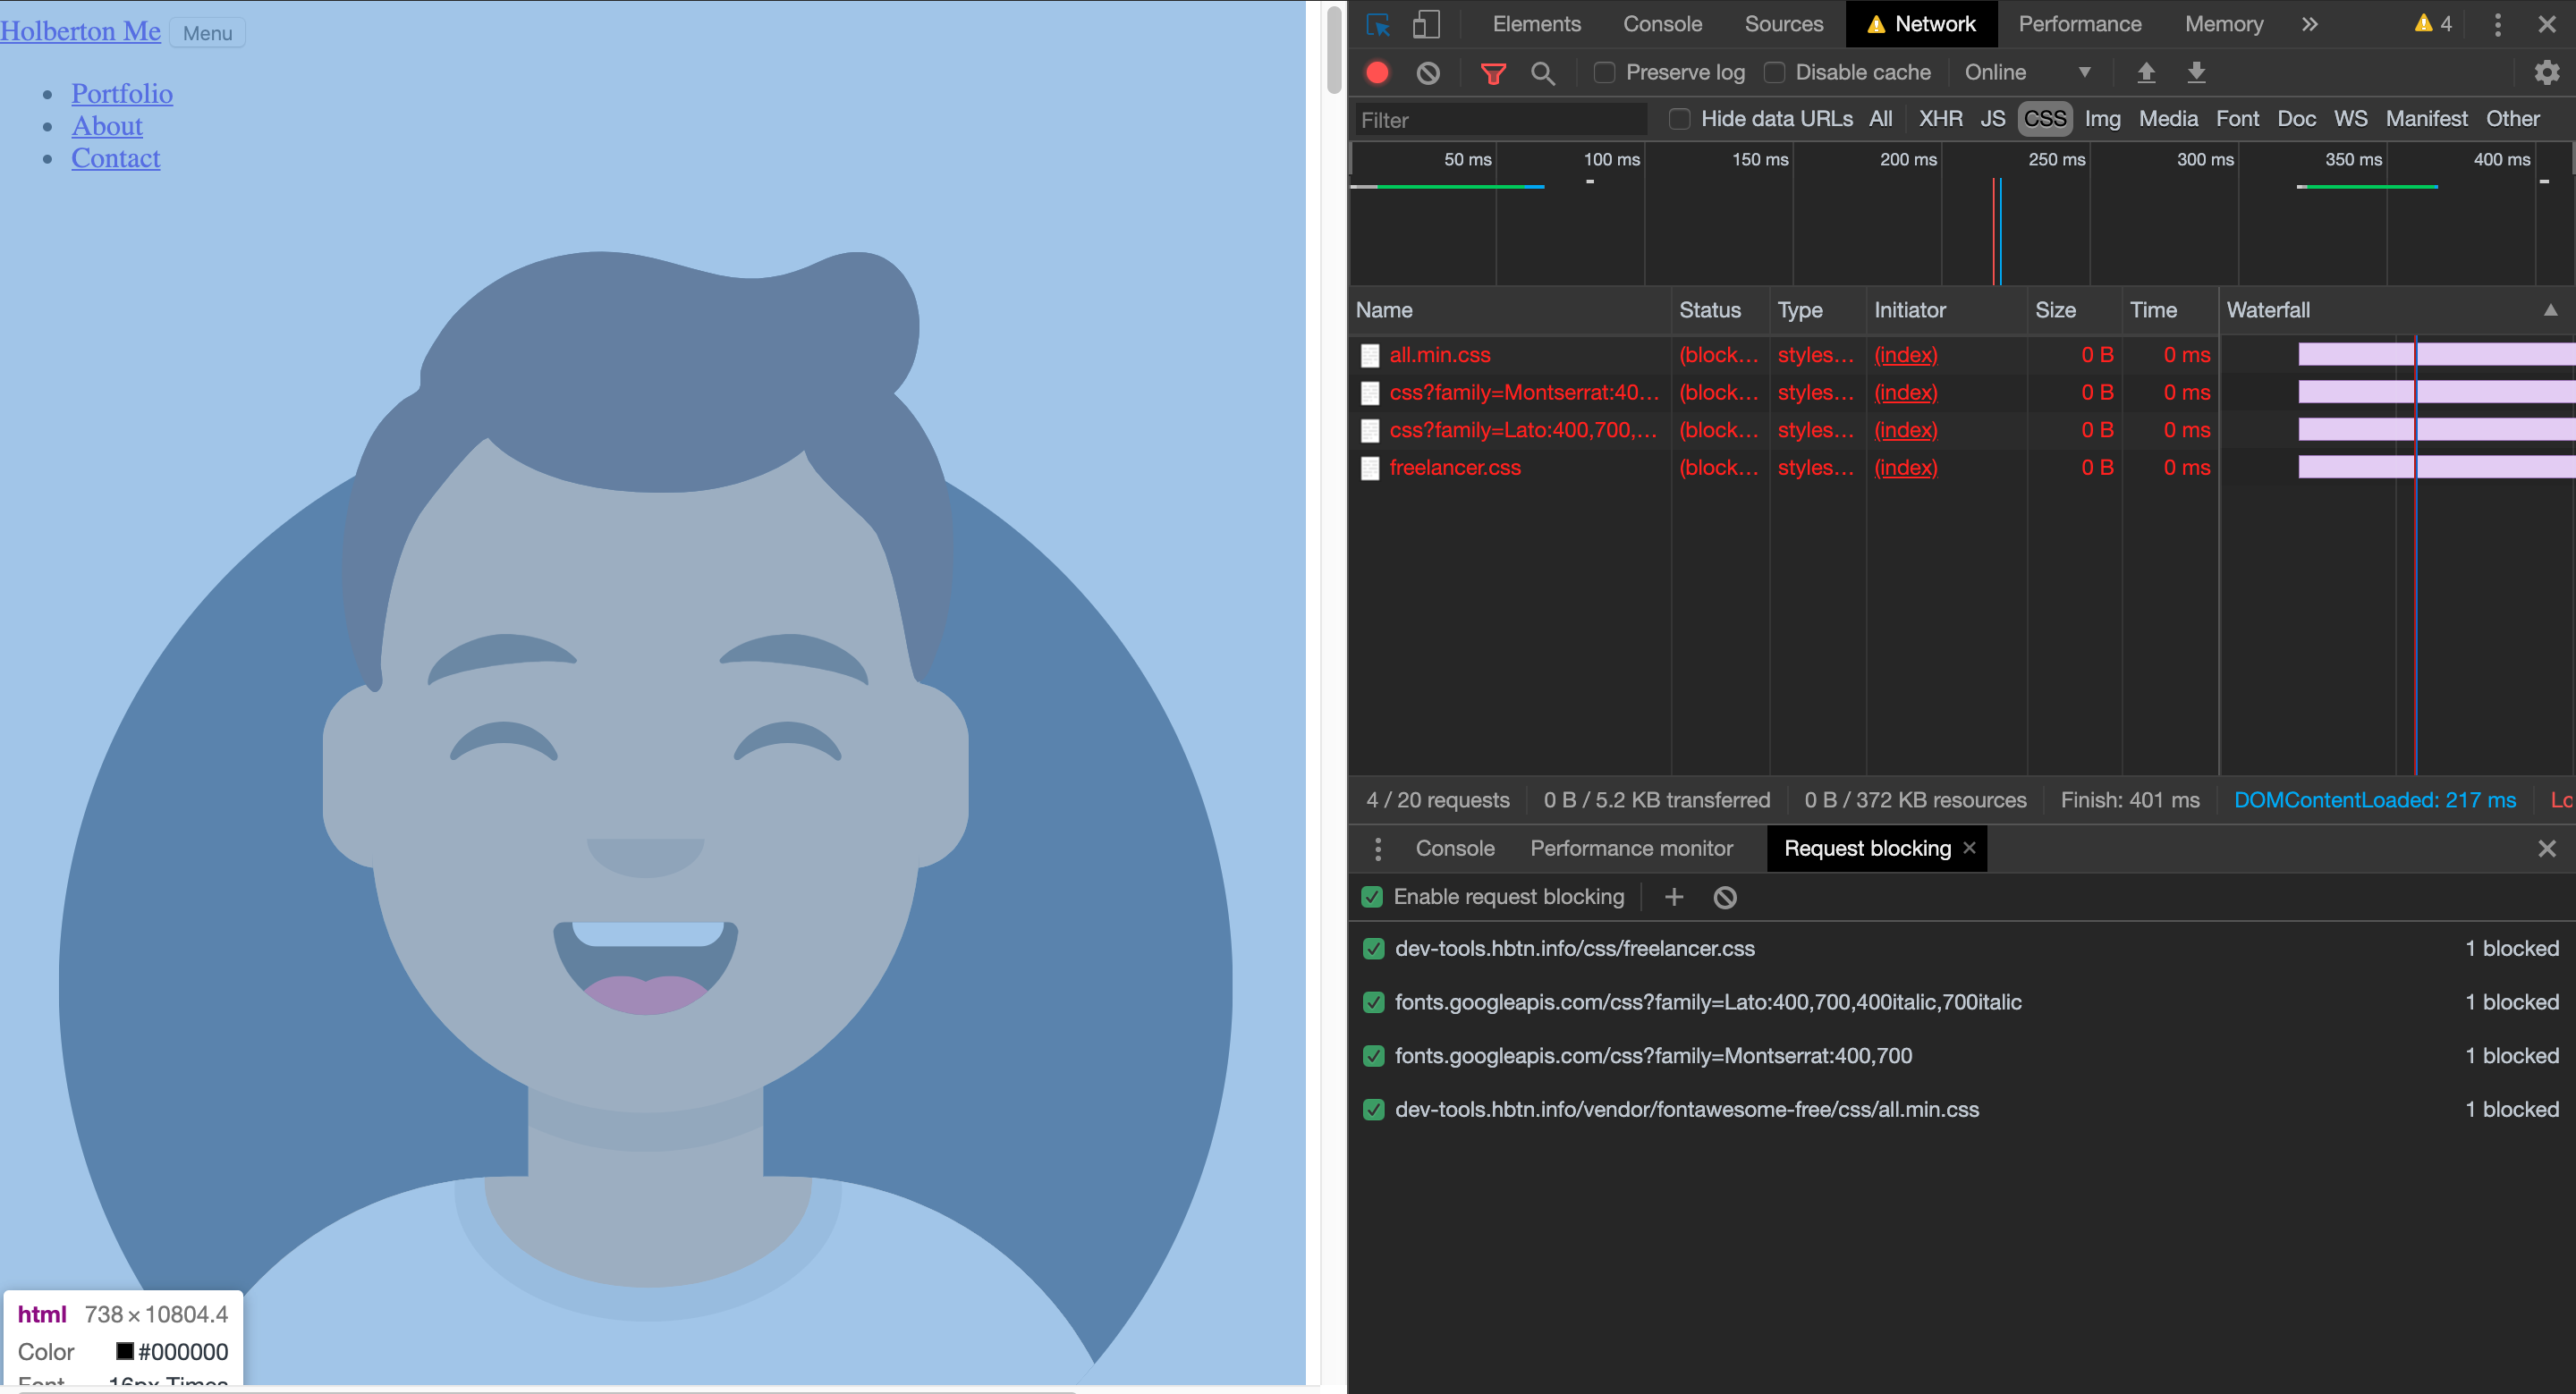 Holberton Me Menu
Portfolio
About
Contact
html 738 × 10804.4
Color #000000
Font 16px Times
Elements Console Sources Network Performance Memory 4
Preserve log Disable cache Online
Filter Hide data URLs All XHR JS CSS Img Media Font Doc WS Manifest Other
50 ms 100 ms 150 ms 200 ms 250 ms 300 ms 350 ms 400 ms
Name Status Type Initiator Size Time Waterfall
all.min.css (block… styles… (index) 0 B 0 ms
css?family=Montserrat:40… (block… styles… (index) 0 B 0 ms
css?family=Lato:400,700,… (block… styles… (index) 0 B 0 ms
freelancer.css (block… styles… (index) 0 B 0 ms
4 / 20 requests 0 B / 5.2 KB transferred 0 B / 372 KB resources Finish: 401 ms DOMContentLoaded: 217 ms
Console Performance monitor Request blocking
Enable request blocking
dev-tools.hbtn.info/css/freelancer.css 1 blocked
fonts.googleapis.com/css?family=Lato:400,700,400italic,700italic 1 blocked
fonts.googleapis.com/css?family=Montserrat:400,700 1 blocked
dev-tools.hbtn.info/vendor/fontawesome-free/css/all.min.css 1 blocked